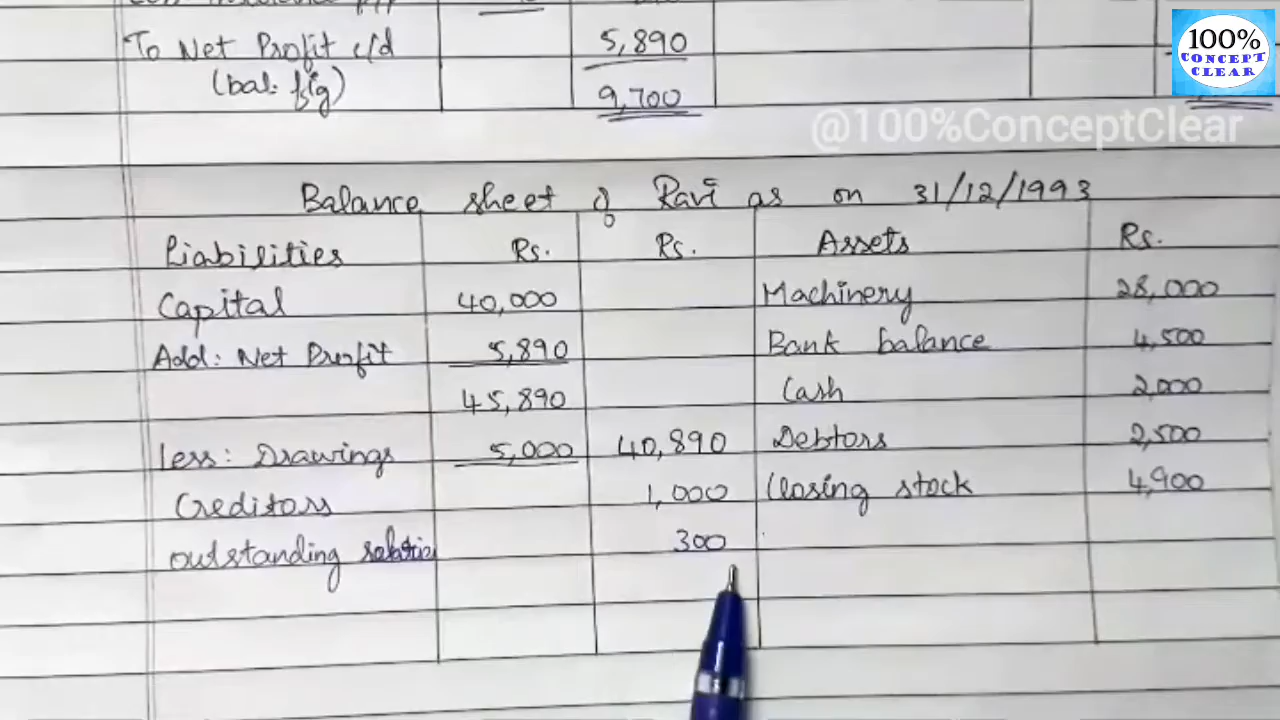 To Net Profit c/d 5,890
(bal. fig) 9,700
100%
CONCEPT
CLEAR
@100%ConceptClear
Balance sheet of Ravi as on 31/12/1993
Liabilities Rs. Rs. Assets Rs.
Capital 40,000 Machinery 28,000
Add: Net Profit 5,890 Bank balance 4,500
45,890 Cash 2,000
Less: Drawings 5,000 40,890 Debtors 2,500
Creditors 1,000 Closing stock 4,900
outstanding salaries 300